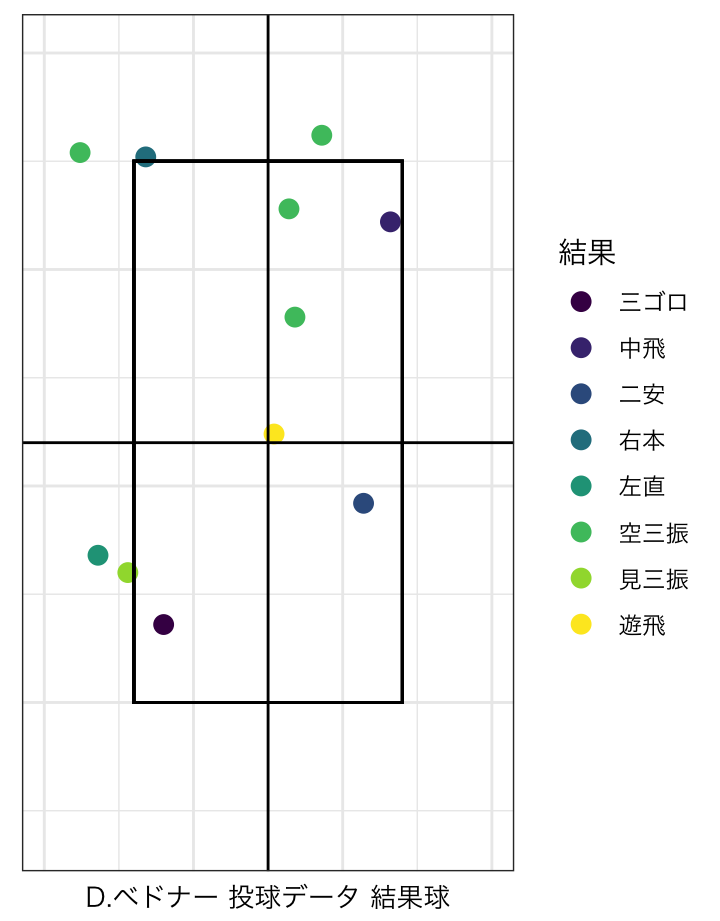 結果
三ゴロ
中飛
二安
右本
左直
空三振
見三振
遊飛
D.ベドナー 投球データ 結果球